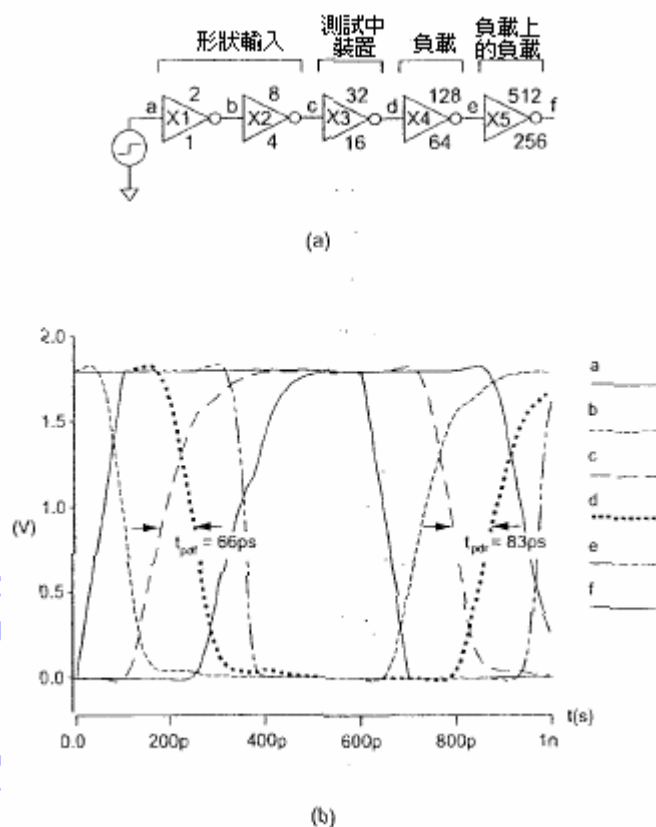 形狀輸入 測試中裝置 負載 負載上的負載
2 8 32 128 512
a X1 b X2 c X3 d X4 e X5 f
1 4 16 64 256
(a)
2.0
1.5
1.0
(V)
0.5
0.0
t_pdf = 66ps
t_pdr = 83ps
0.0 200p 400p 600p 800p 1n
t(s)
a
b
c
d
e
f
(b)